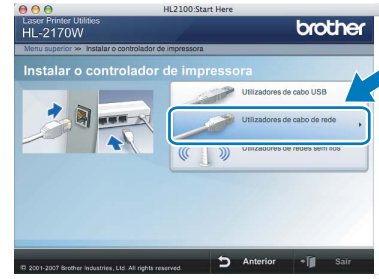 HL2100:Start Here
Laser Printer Utilities
HL-2170W
brother
Menu superior >> Instalar o controlador de impressora
Instalar o controlador de impressora
Utilizadores de cabo USB
Utilizadores de cabo de rede
Utilizadores de redes sem fios
© 2001-2007 Brother Industries, Ltd. All rights reserved.
Anterior
Sair